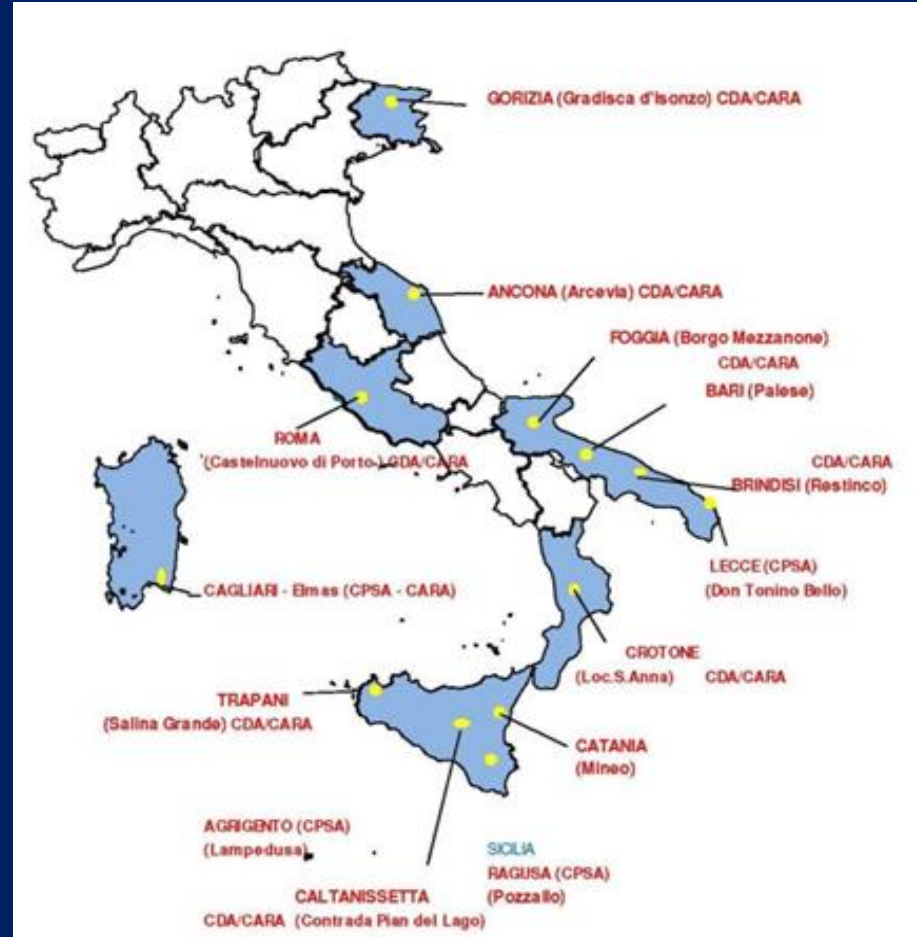 GORIZIA (Gradisca d'Isonzo) CDA/CARA
ANCONA (Arcevia) CDA/CARA
FOGGIA (Borgo Mezzanone)
CDA/CARA
BARI (Palese)
ROMA
(Castelnuovo di Porto-) CDA/CARA
CDA/CARA
BRINDISI (Restinco)
LECCE (CPSA)
(Don Tonino Bello)
CAGLIARI - Elmas (CPSA - CARA)
CROTONE
(Loc.S.Anna) CDA/CARA
TRAPANI
(Salina Grande) CDA/CARA
CATANIA
(Mineo)
AGRIGENTO (CPSA)
(Lampedusa)
SICILIA
RAGUSA (CPSA)
(Pozzallo)
CALTANISSETTA
CDA/CARA (Contrada Pian del Lago)